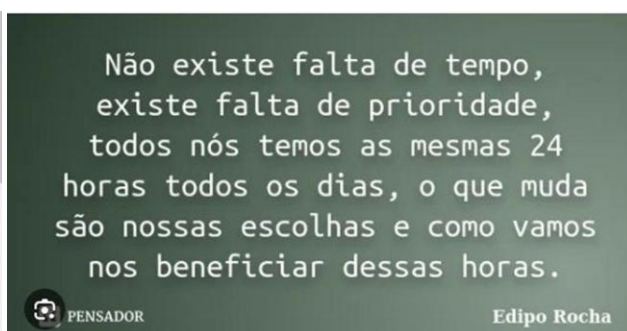 Não existe falta de tempo,
existe falta de prioridade,
todos nós temos as mesmas 24
horas todos os dias, o que muda
são nossas escolhas e como vamos
nos beneficiar dessas horas.
PENSADOR
Edipo Rocha